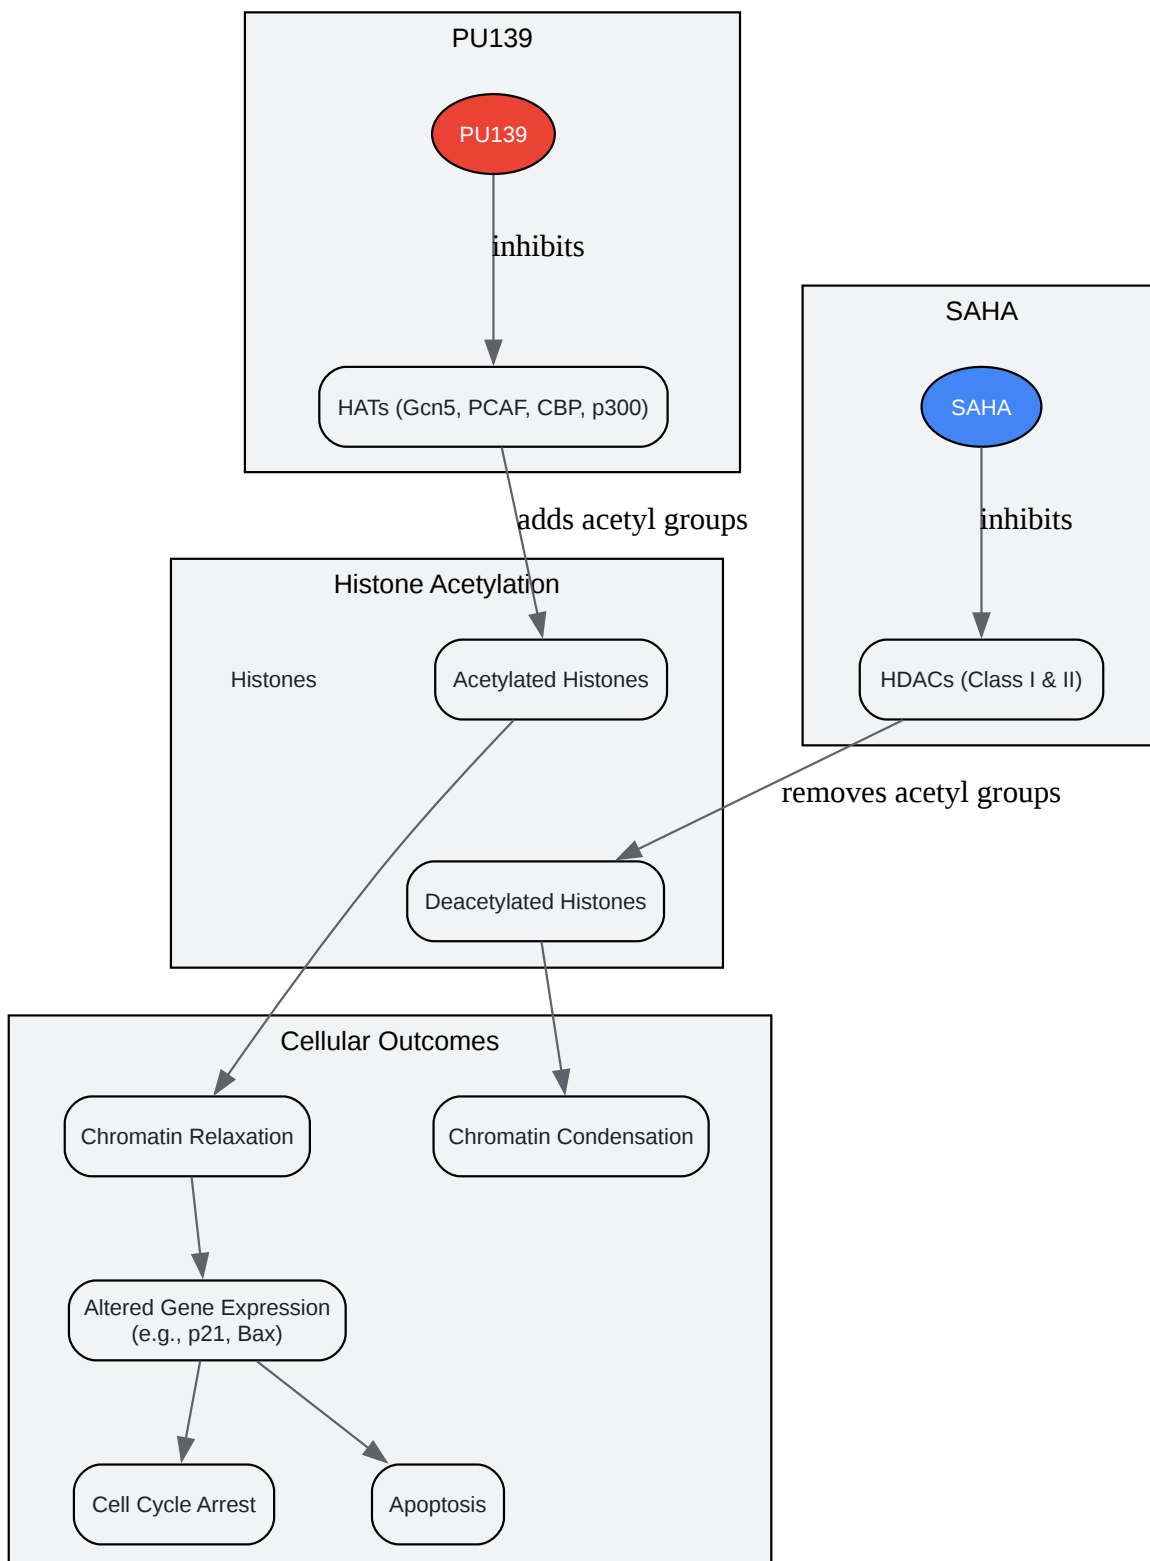 PU139
PU139
inhibits
HATs (Gcn5, PCAF, CBP, p300)
SAHA
SAHA
inhibits
adds acetyl groups
Histone Acetylation
Histones
Acetylated Histones
HDACs (Class I & II)
removes acetyl groups
Deacetylated Histones
Cellular Outcomes
Chromatin Relaxation
Chromatin Condensation
Altered Gene Expression
(e.g., p21, Bax)
Cell Cycle Arrest
Apoptosis